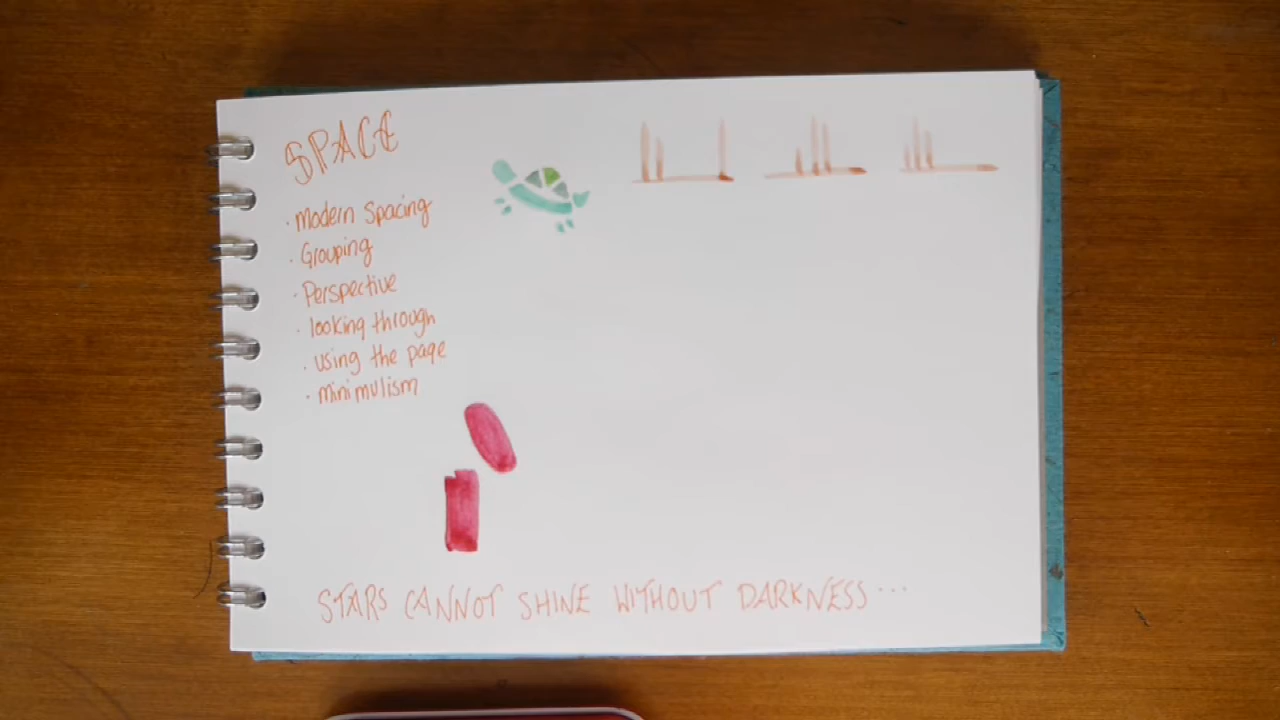 SPACE
· Modern Spacing
· Grouping
· Perspective
· looking through
· using the page
· minimulism
STARS CANNOT SHINE WITHOUT DARKNESS...